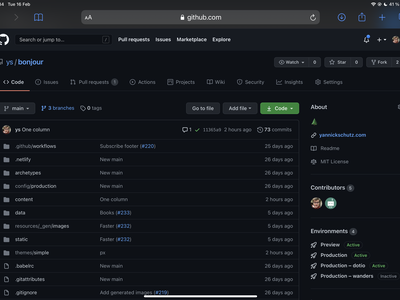 Tue 16 Feb
41 %
AA
github.com
Search or jump to...
/
Pull requests Issues Marketplace Explore
ys / bonjour
Watch 0
Star 0
Fork 2
Code
Issues
Pull requests 1
Actions
Projects
Wiki
Security
Insights
Settings
main
3 branches
0 tags
Go to file
Add file
Code
ys One column
1
2 hours ago
73 commits
.github/workflows Subscribe footer (#220) 25 days ago
.netlify New main 26 days ago
archetypes New main 26 days ago
config/production New main 26 days ago
content One column 2 hours ago
data Books (#233) 5 days ago
resources/_gen/images Faster (#232) 5 days ago
static Faster (#232) 5 days ago
themes/simple ps 2 hours ago
.babelrc New main 26 days ago
.gitattributes New main 26 days ago
.gitignore Add generated images (#219) 26 days ago
About
yannickschutz.com
Readme
MIT License
Contributors 5
Environments 4
Preview Active
Production Active
Production – dotio Active
Production – wanders Inactive